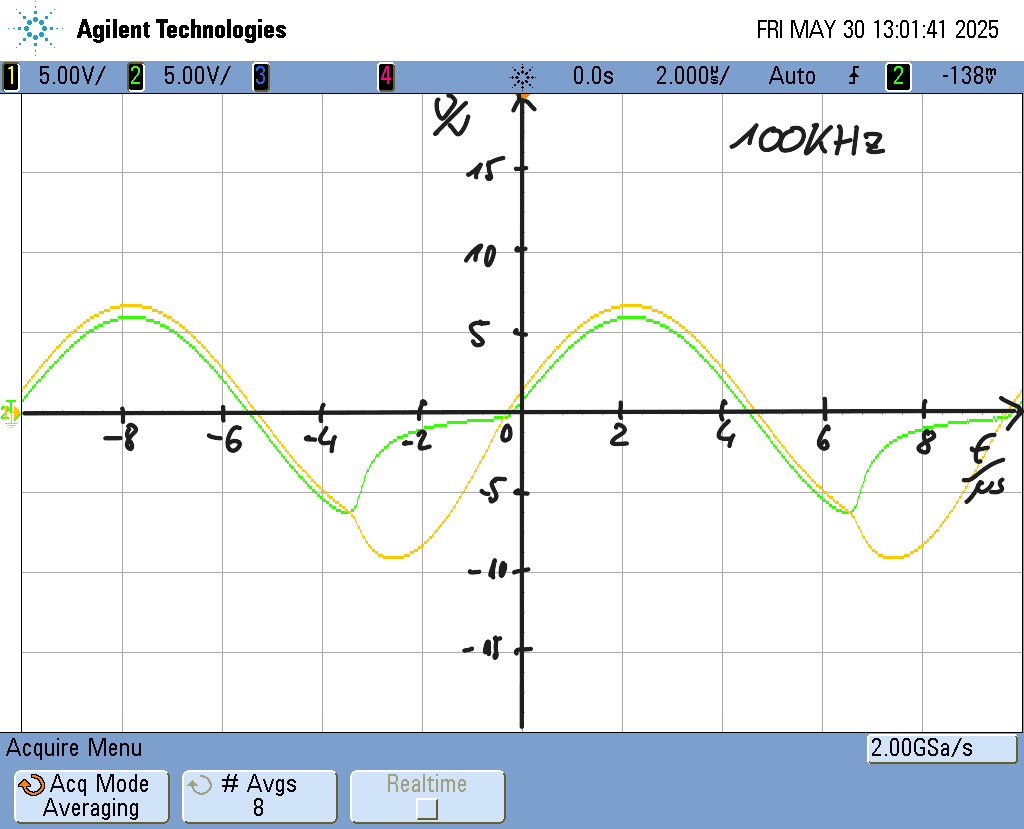 Agilent Technologies
FRI MAY 30 13:01:41 2025
1 5.00V/ 2 5.00V/ 3 4 0.0s 2.000µs/ Auto 2 -138mV
U/V
100KHz
15
10
5
2
-8 -6 -4 -2 0 2 4 6 8 t/µs
-5
-10
-15
Acquire Menu
2.00GSa/s
Acq Mode
Averaging
# Avgs
8
Realtime